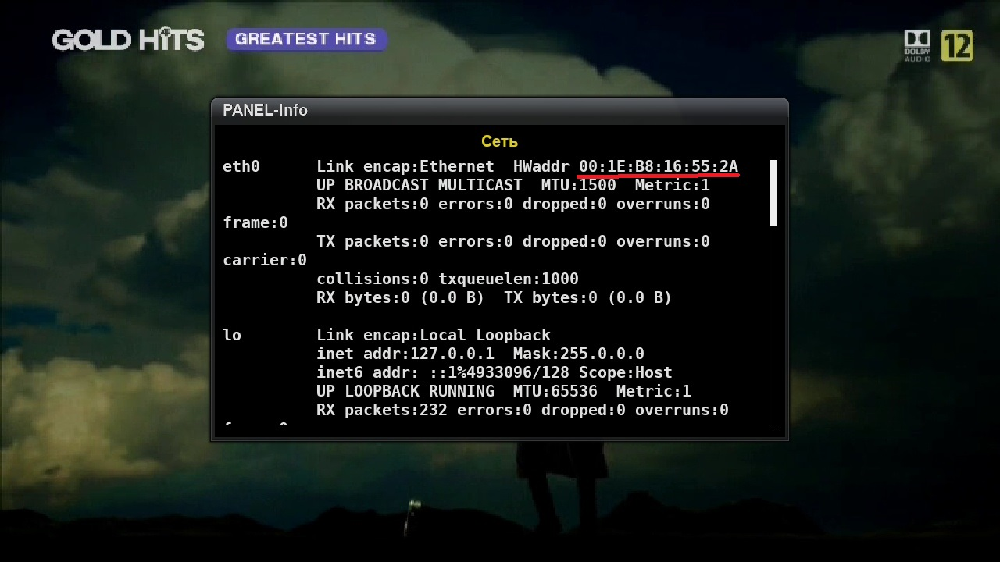 GOLD HITS GREATEST HITS
DOLBY AUDIO 12
PANEL-Info
Сеть
eth0 Link encap:Ethernet HWaddr 00:1E:B8:16:55:2A
UP BROADCAST MULTICAST MTU:1500 Metric:1
RX packets:0 errors:0 dropped:0 overruns:0
frame:0
TX packets:0 errors:0 dropped:0 overruns:0
carrier:0
collisions:0 txqueuelen:1000
RX bytes:0 (0.0 B) TX bytes:0 (0.0 B)
lo Link encap:Local Loopback
inet addr:127.0.0.1 Mask:255.0.0.0
inet6 addr: ::1%4933096/128 Scope:Host
UP LOOPBACK RUNNING MTU:65536 Metric:1
RX packets:232 errors:0 dropped:0 overruns:0